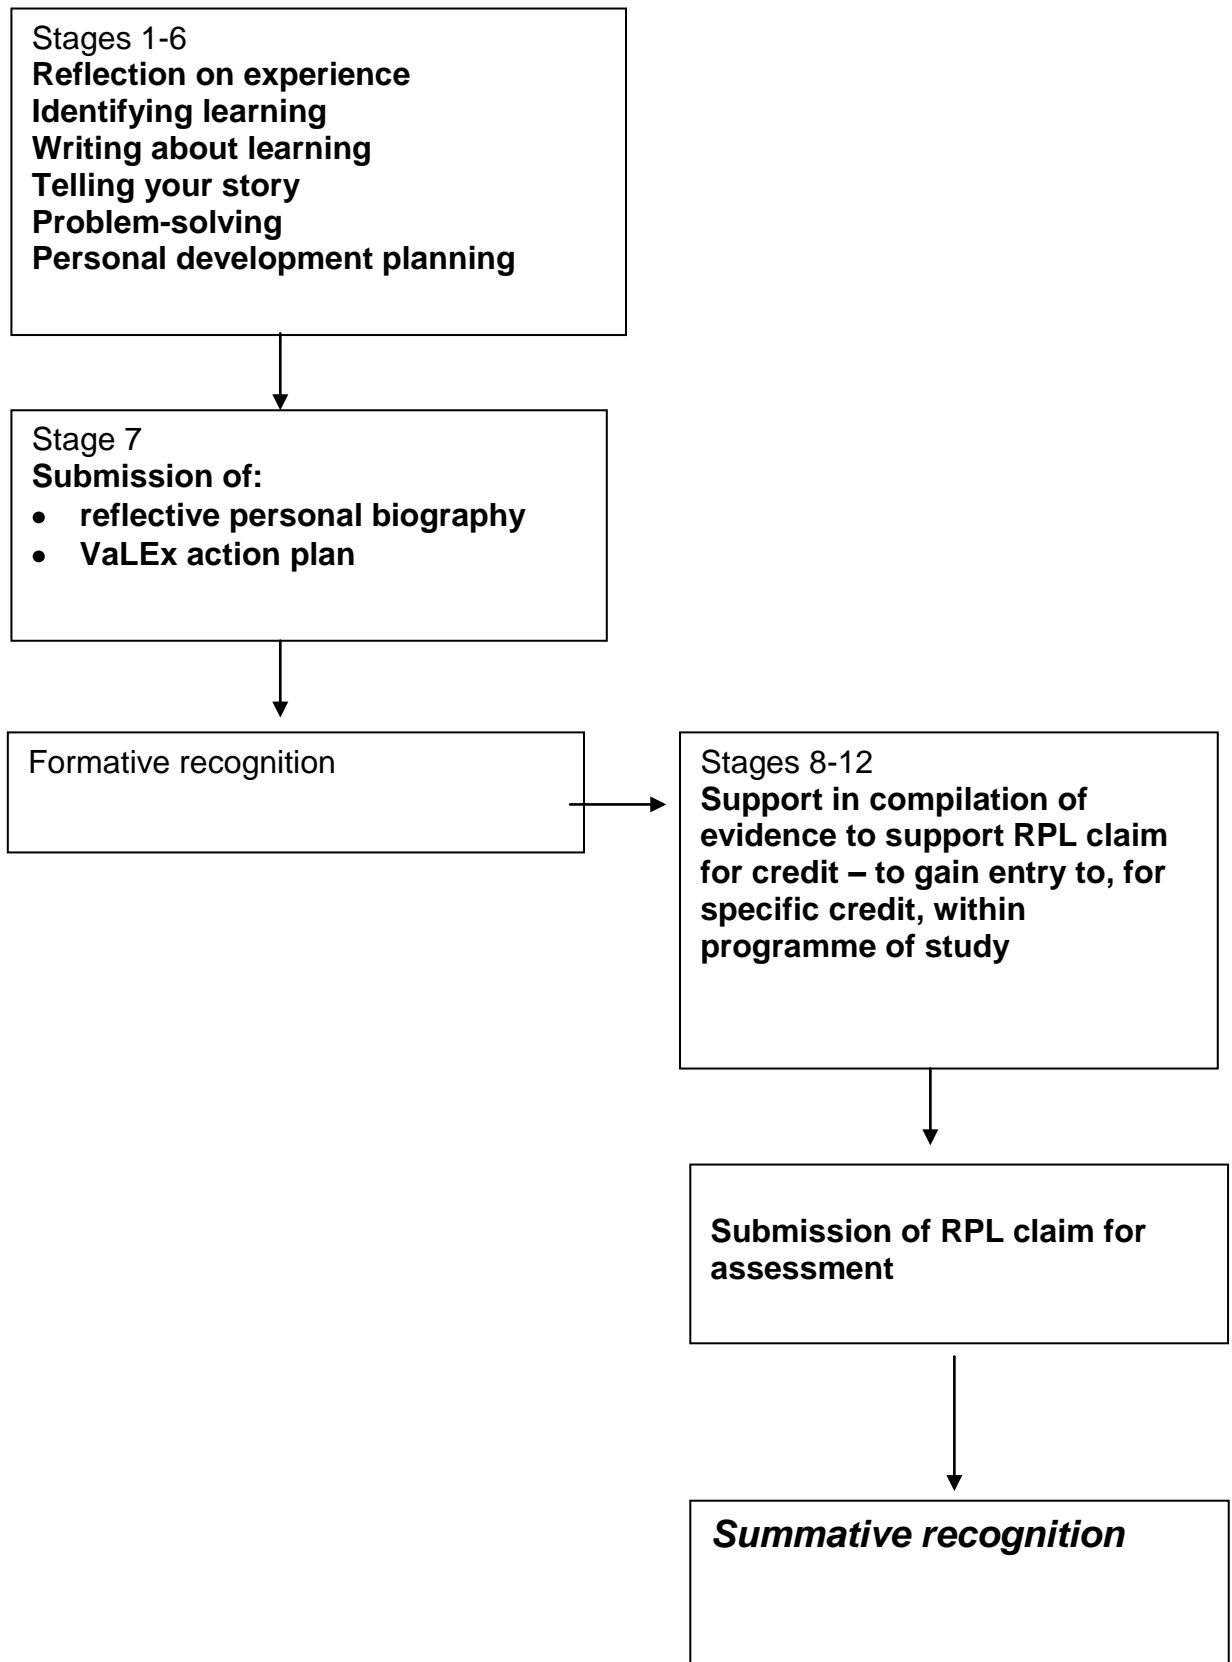 Stages 1-6
Reflection on experience
Identifying learning
Writing about learning
Telling your story
Problem-solving
Personal development planning
Stage 7
Submission of:
• reflective personal biography
• VaLEx action plan
Formative recognition
Stages 8-12
Support in compilation of
evidence to support RPL claim
for credit – to gain entry to, for
specific credit, within
programme of study
Submission of RPL claim for
assessment
Summative recognition